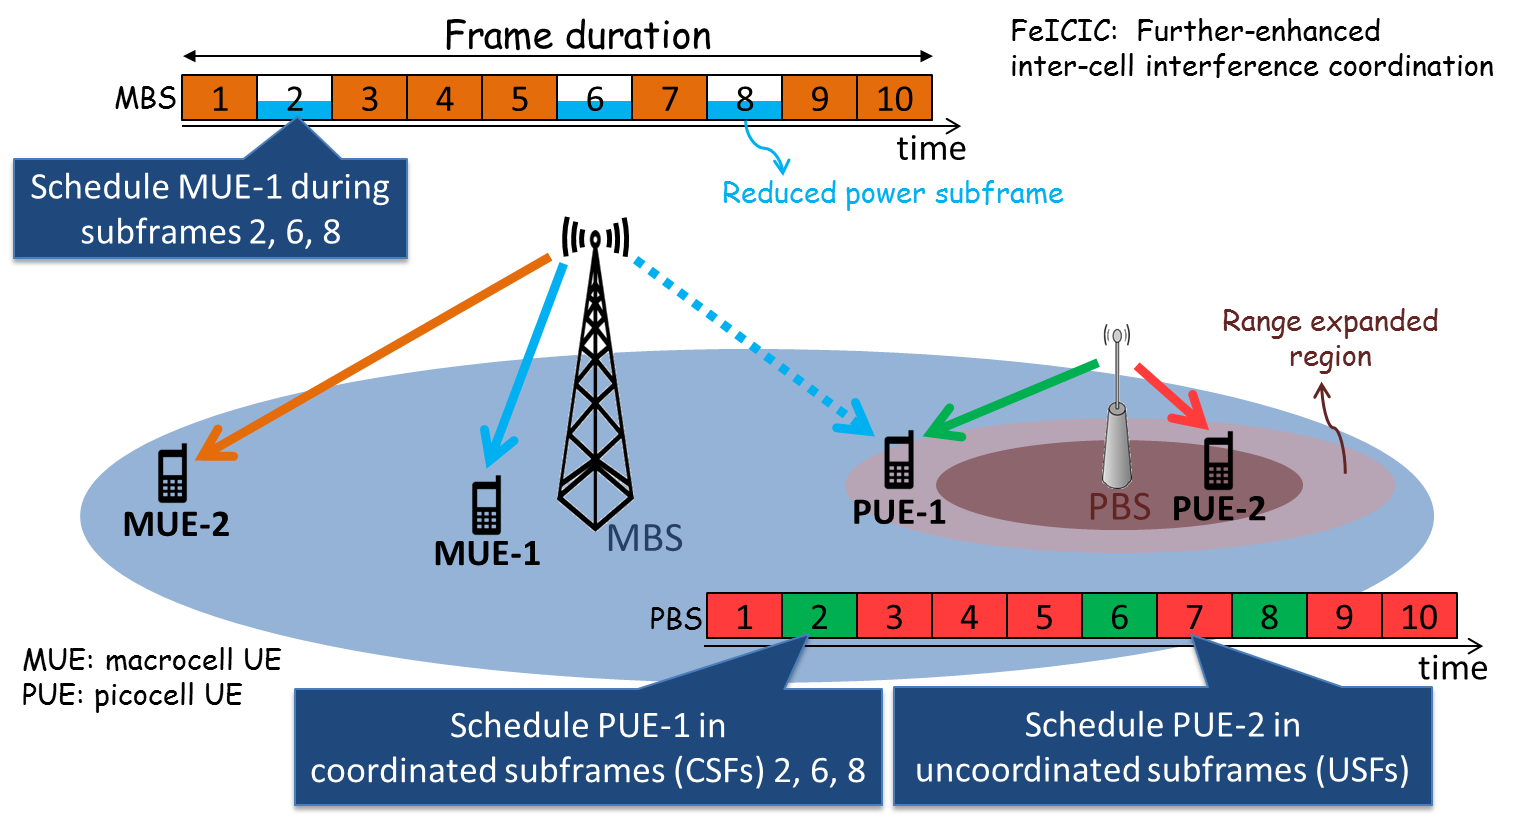 Frame duration
FeICIC: Further-enhanced
inter-cell interference coordination
MBS 1 2 3 4 5 6 7 8 9 10
time
Schedule MUE-1 during
subframes 2, 6, 8
Reduced power subframe
Range expanded
region
MUE-2
MUE-1
MBS
PUE-1
PBS
PUE-2
PBS 1 2 3 4 5 6 7 8 9 10
time
MUE: macrocell UE
PUE: picocell UE
Schedule PUE-1 in
coordinated subframes (CSFs) 2, 6, 8
Schedule PUE-2 in
uncoordinated subframes (USFs)